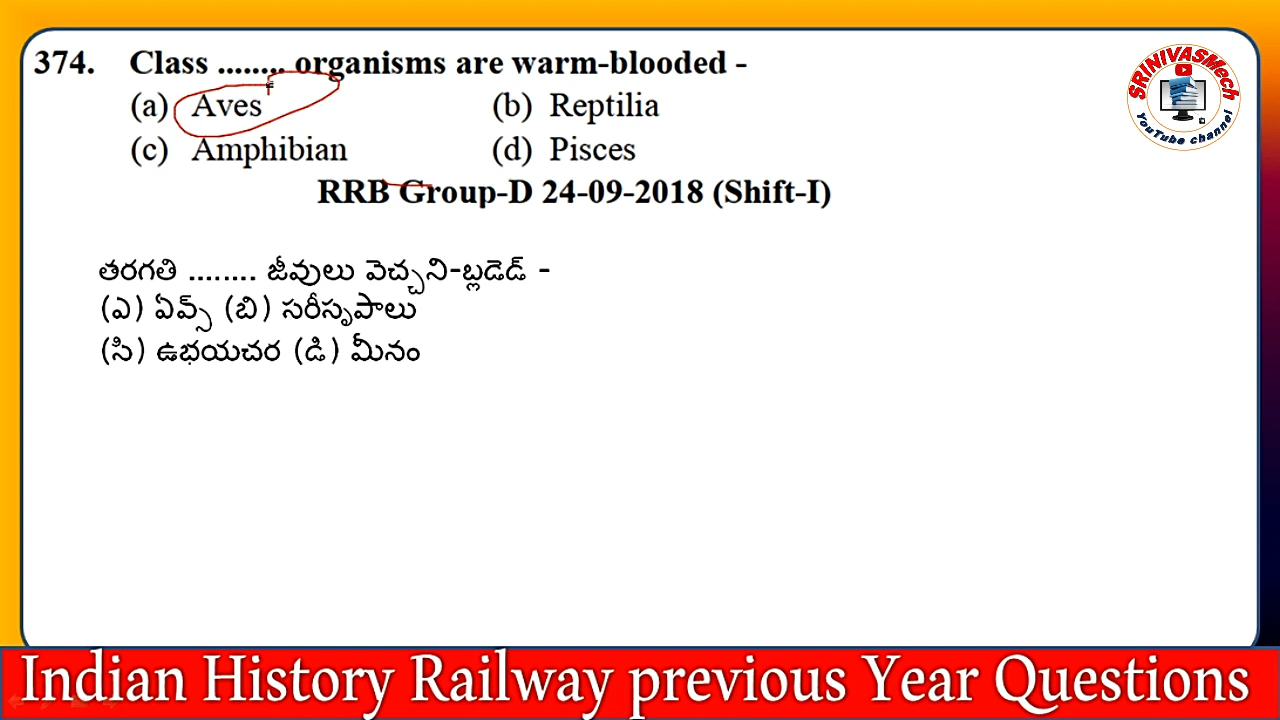 374. Class ........ organisms are warm-blooded -
(a) Aves (b) Reptilia
(c) Amphibian (d) Pisces
RRB Group-D 24-09-2018 (Shift-I)
SRINIVASMech
YouTube channel
తరగతి ........ జీవులు వెచ్చని-బ్లడెడ్ -
(ఎ) ఏవ్స్ (బి) సరీసృపాలు
(సి) ఉభయచర (డి) మీనం
Indian History Railway previous Year Questions